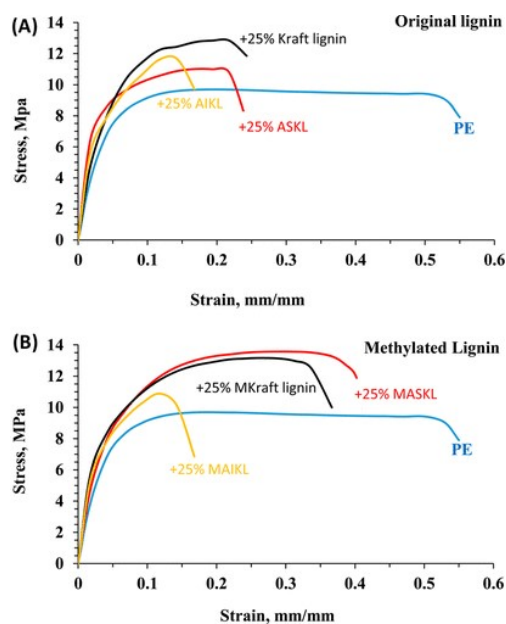 (A)
Original lignin
14
12
10
8
6
4
2
0
Stress, Mpa
+25% Kraft lignin
+25% AIKL
+25% ASKL
PE
0
0.1
0.2
0.3
0.4
0.5
0.6
Strain, mm/mm
(B)
Methylated Lignin
14
12
10
8
6
4
2
0
Stress, MPa
+25% MASKL
+25% MKraft lignin
+25% MAIKL
PE
0
0.1
0.2
0.3
0.4
0.5
0.6
Strain, mm/mm